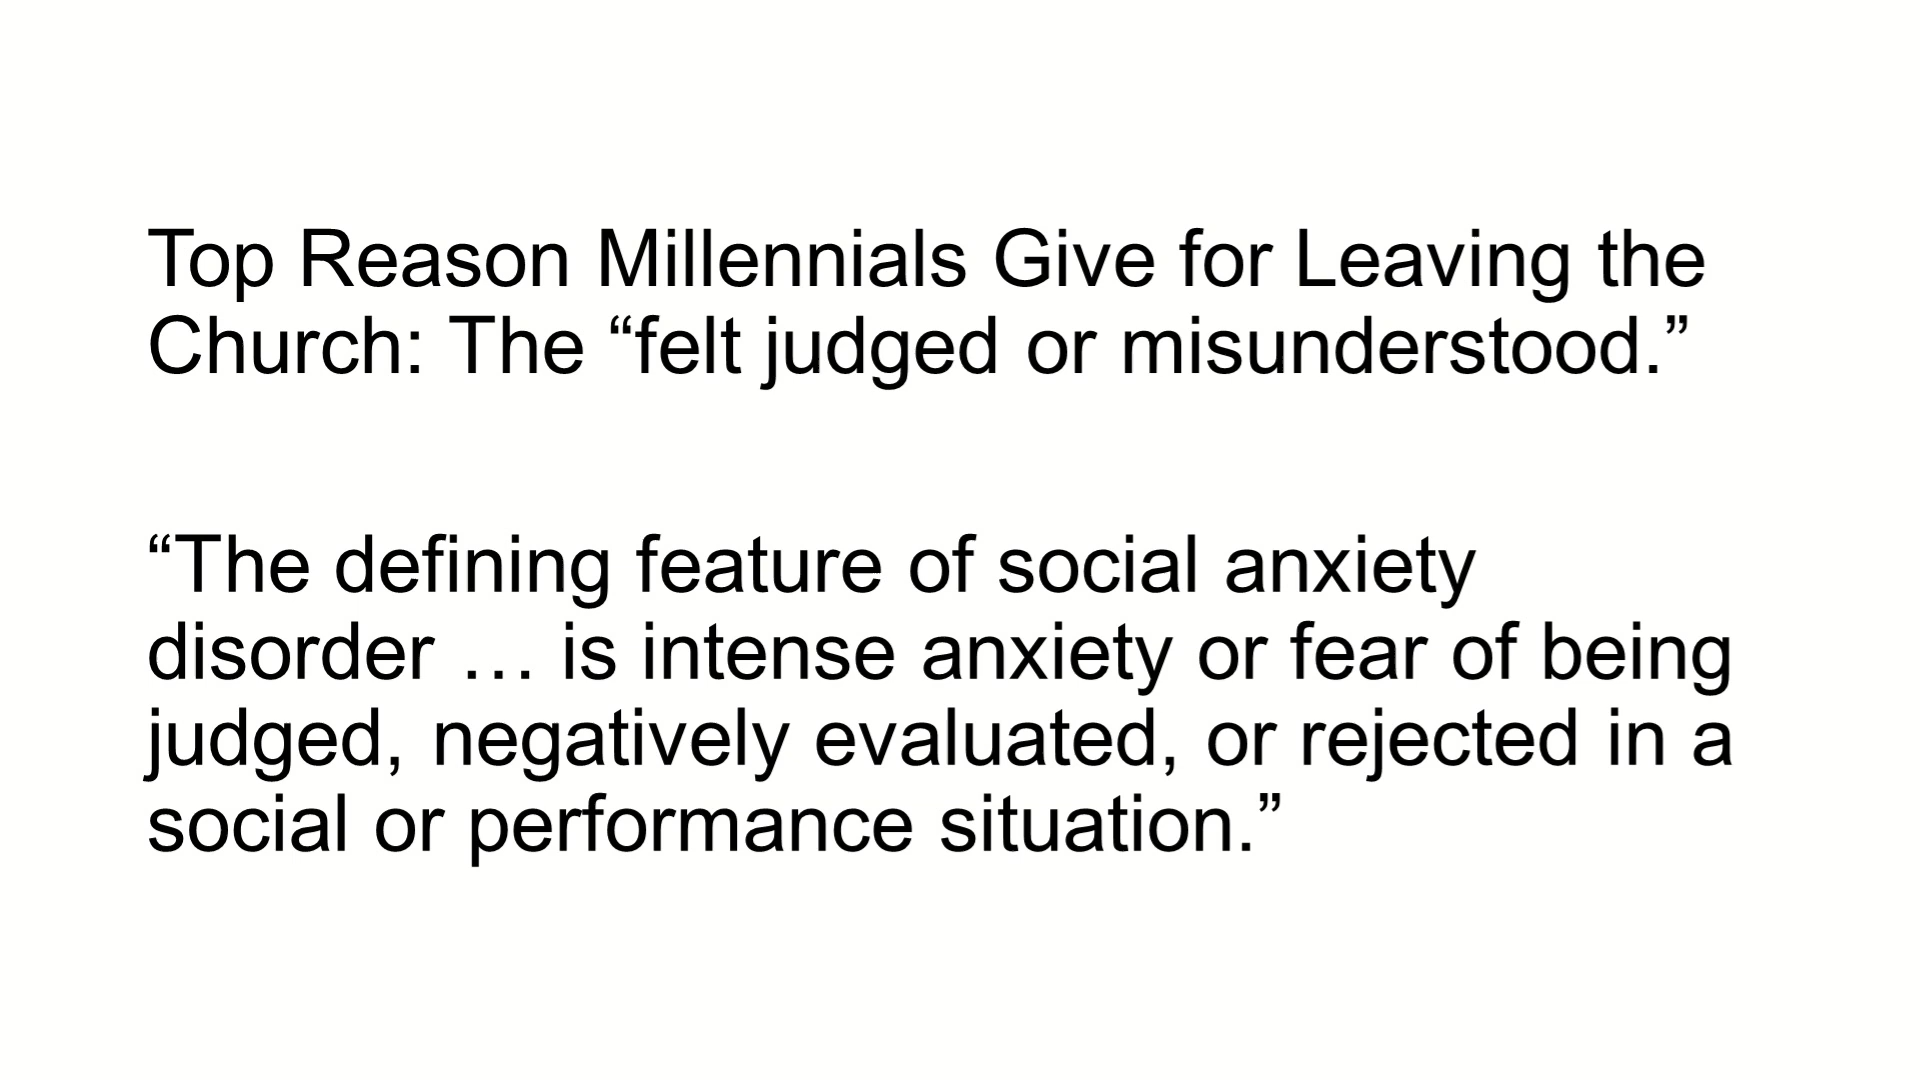 Top Reason Millennials Give for Leaving the
Church: The “felt judged or misunderstood.”
“The defining feature of social anxiety
disorder … is intense anxiety or fear of being
judged, negatively evaluated, or rejected in a
social or performance situation.”